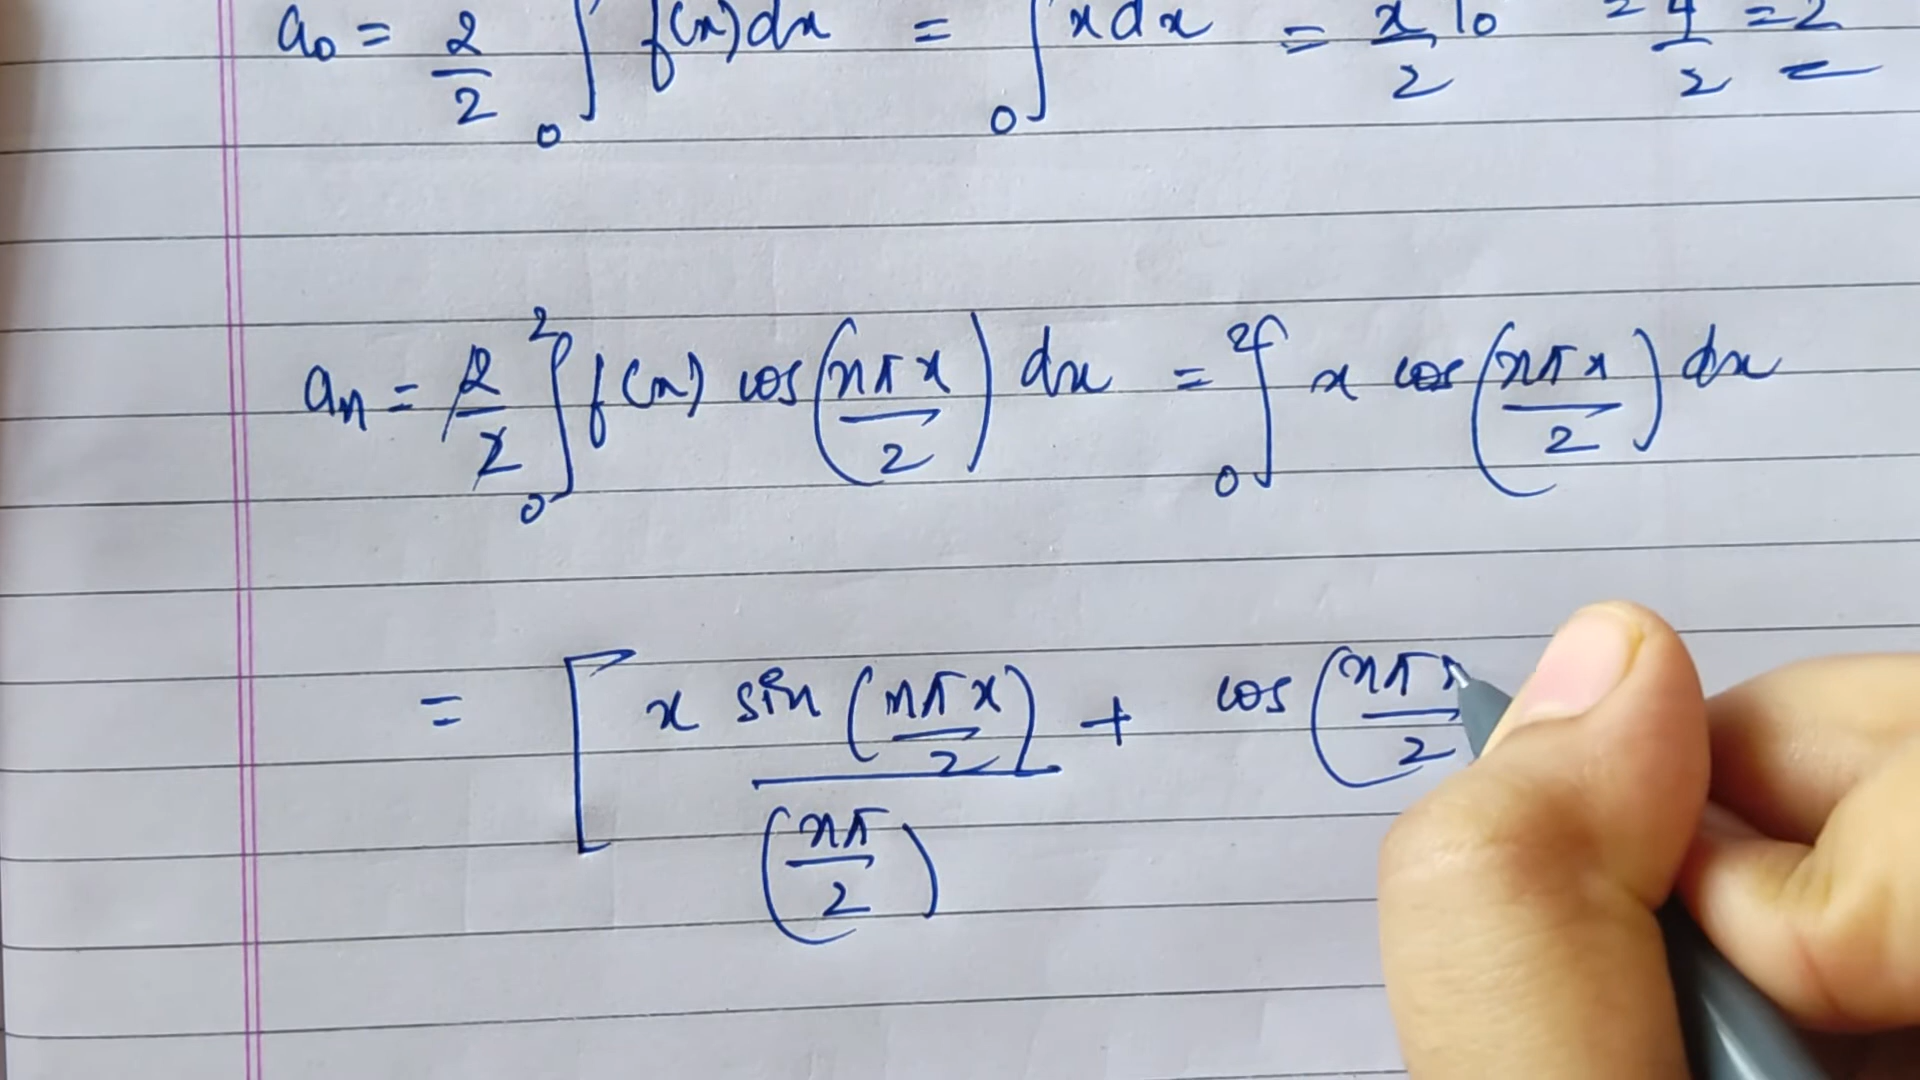 a₀ = 2/2 ∫₀ f(x)dx = ∫₀ x dx = x/2 |₀ = 4/2 = 2
aₙ = 2/2 ∫₀² f(x) cos(nπx/2) dx = ∫₀² x cos(nπx/2) dx
= [ x sin(nπx/2)/(nπ/2) + cos(nπx/2